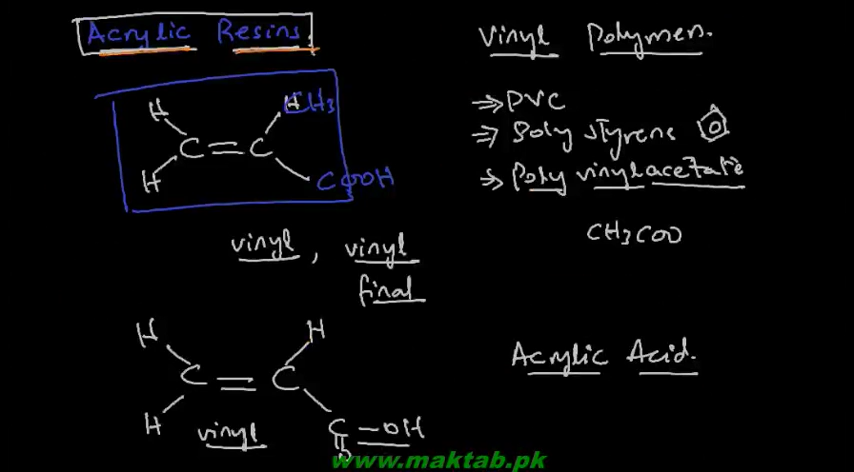 Acrylic Resins.
Vinyl Polymers.
H H CH3
C = C
H COOH
⇒ PVC
⇒ Poly styrene
⇒ Poly vinylacetate
CH3COO
vinyl, vinyl
final
H H
C = C
H C - OH
O
vinyl
Acrylic Acid.
www.maktab.pk